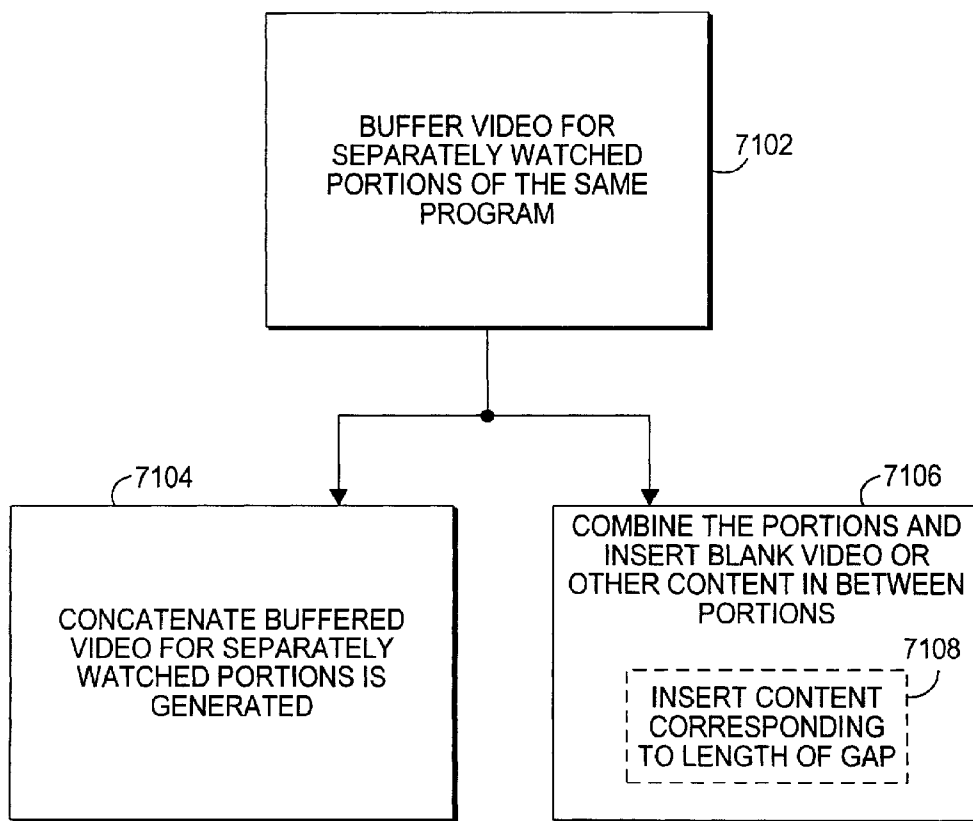 BUFFER VIDEO FOR
SEPARATELY WATCHED
PORTIONS OF THE SAME
PROGRAM
7102
7104
CONCATENATE BUFFERED
VIDEO FOR SEPARATELY
WATCHED PORTIONS IS
GENERATED
7106
COMBINE THE PORTIONS AND
INSERT BLANK VIDEO OR
OTHER CONTENT IN BETWEEN
PORTIONS
7108
INSERT CONTENT
CORRESPONDING
TO LENGTH OF GAP